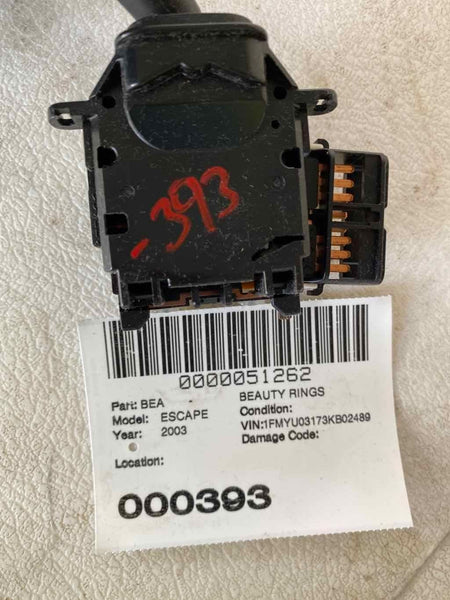 -393
0000051262
Part: BEA BEAUTY RINGS
Model: ESCAPE Condition:
Year: 2003 VIN:1FMYU03173KB02489
Damage Code:
Location:
000393